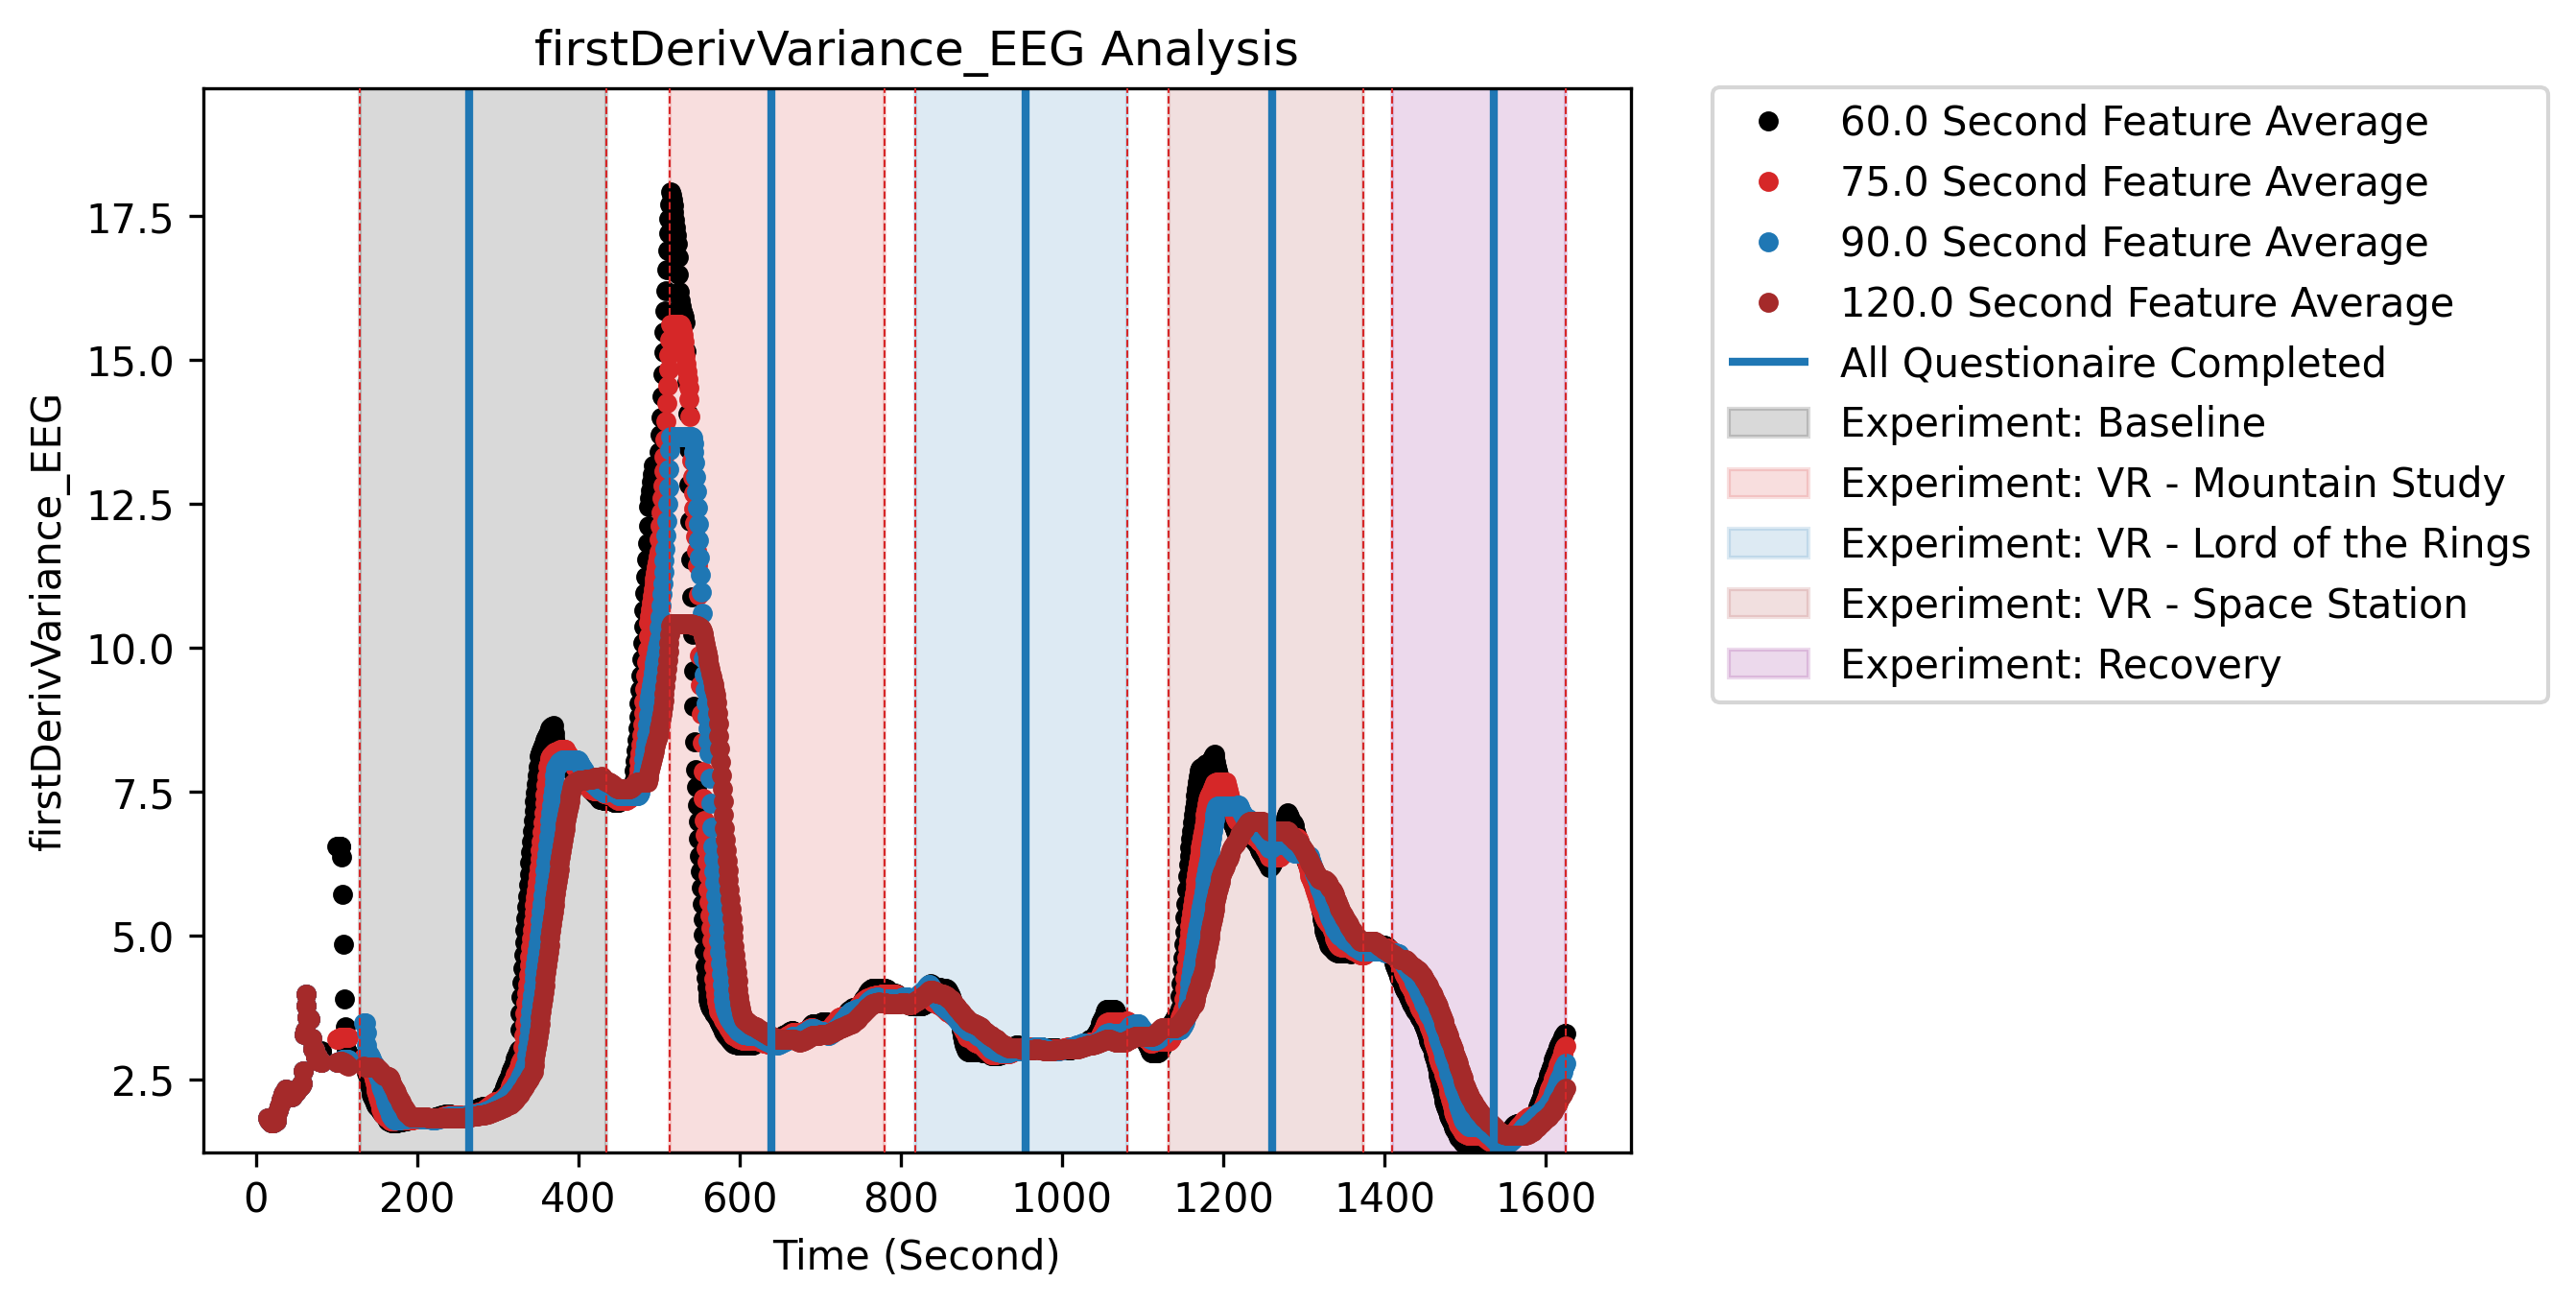 firstDerivVariance_EEG Analysis
17.5
15.0
12.5
10.0
7.5
5.0
2.5
firstDerivVariance_EEG
0 200 400 600 800 1000 1200 1400 1600
Time (Second)
60.0 Second Feature Average
75.0 Second Feature Average
90.0 Second Feature Average
120.0 Second Feature Average
All Questionaire Completed
Experiment: Baseline
Experiment: VR - Mountain Study
Experiment: VR - Lord of the Rings
Experiment: VR - Space Station
Experiment: Recovery